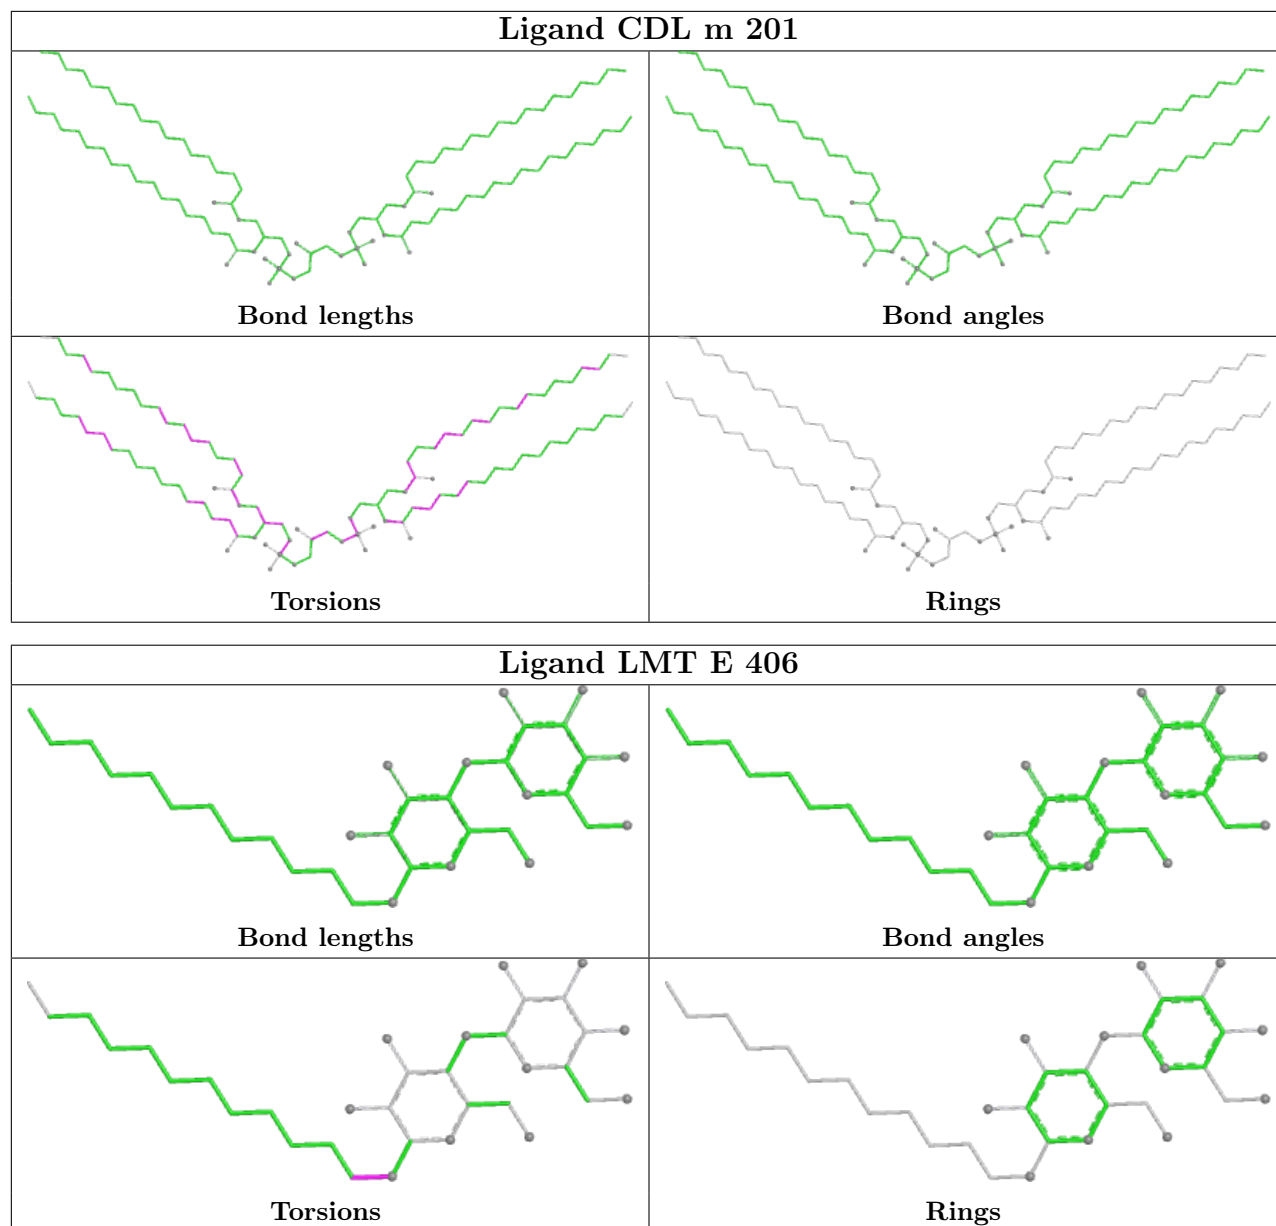 Ligand CDL m 201
Bond lengths
Bond angles
Torsions
Rings
Ligand LMT E 406
Bond lengths
Bond angles
Torsions
Rings